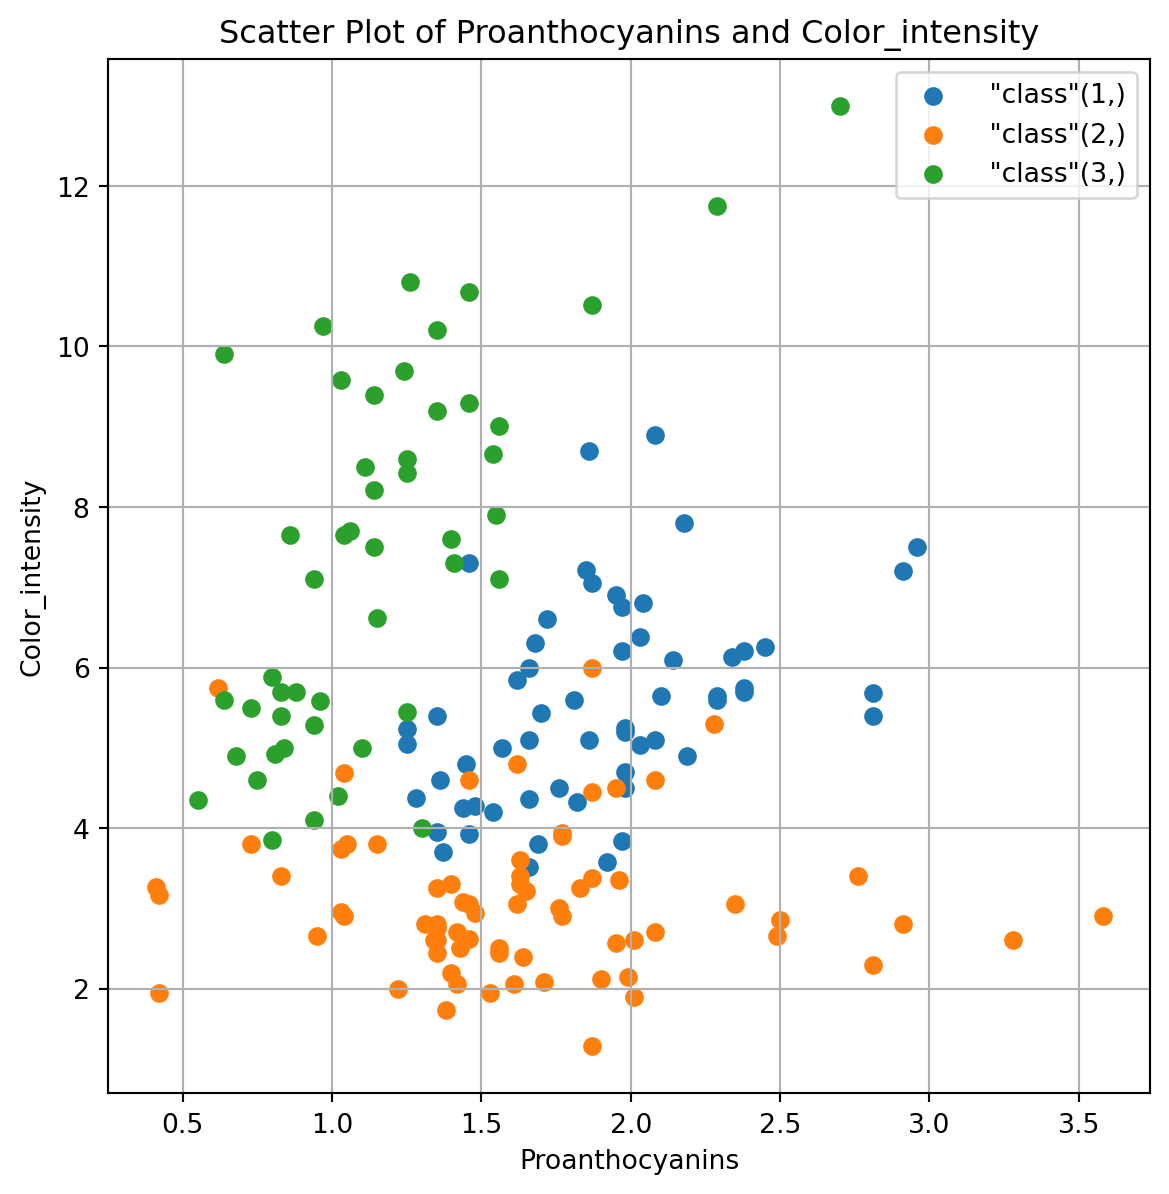 Scatter Plot of Proanthocyanins and Color_intensity
"class"(1,)
"class"(2,)
"class"(3,)
12
10
8
6
4
2
Color_intensity
0.5 1.0 1.5 2.0 2.5 3.0 3.5
Proanthocyanins